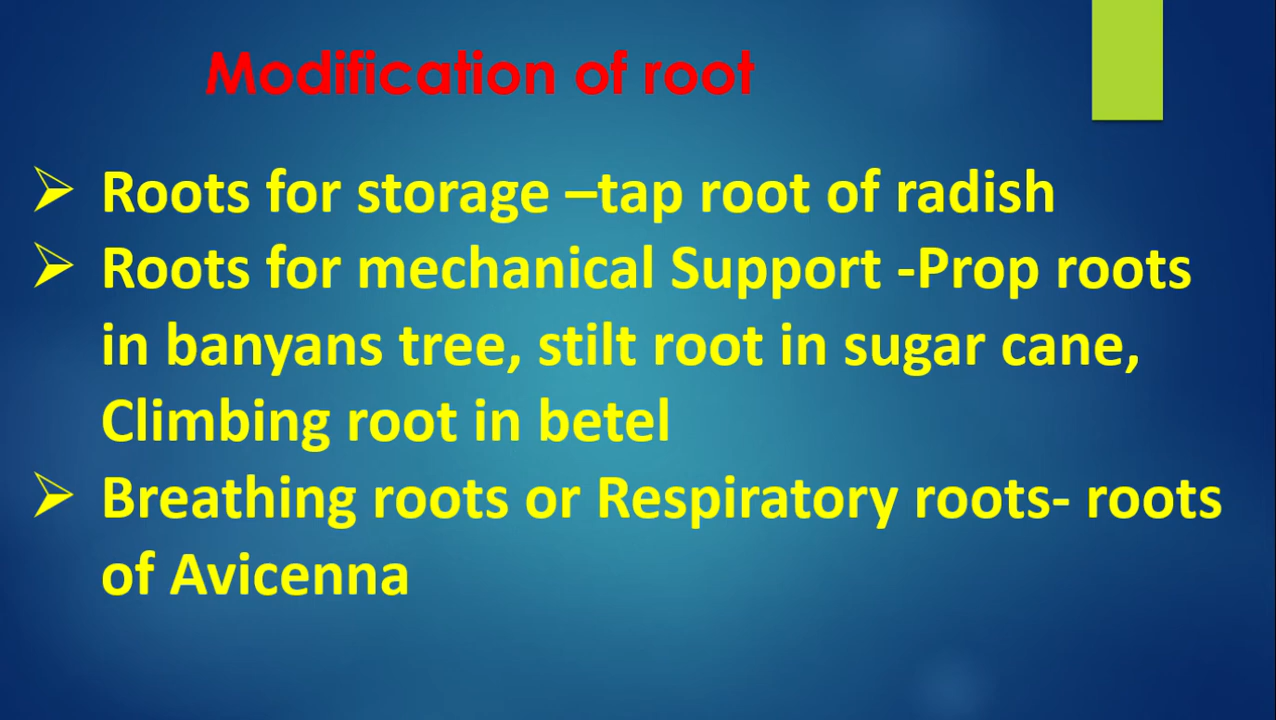 Modification of root
➢ Roots for storage –tap root of radish
➢ Roots for mechanical Support -Prop roots
in banyans tree, stilt root in sugar cane,
Climbing root in betel
➢ Breathing roots or Respiratory roots- roots
of Avicenna